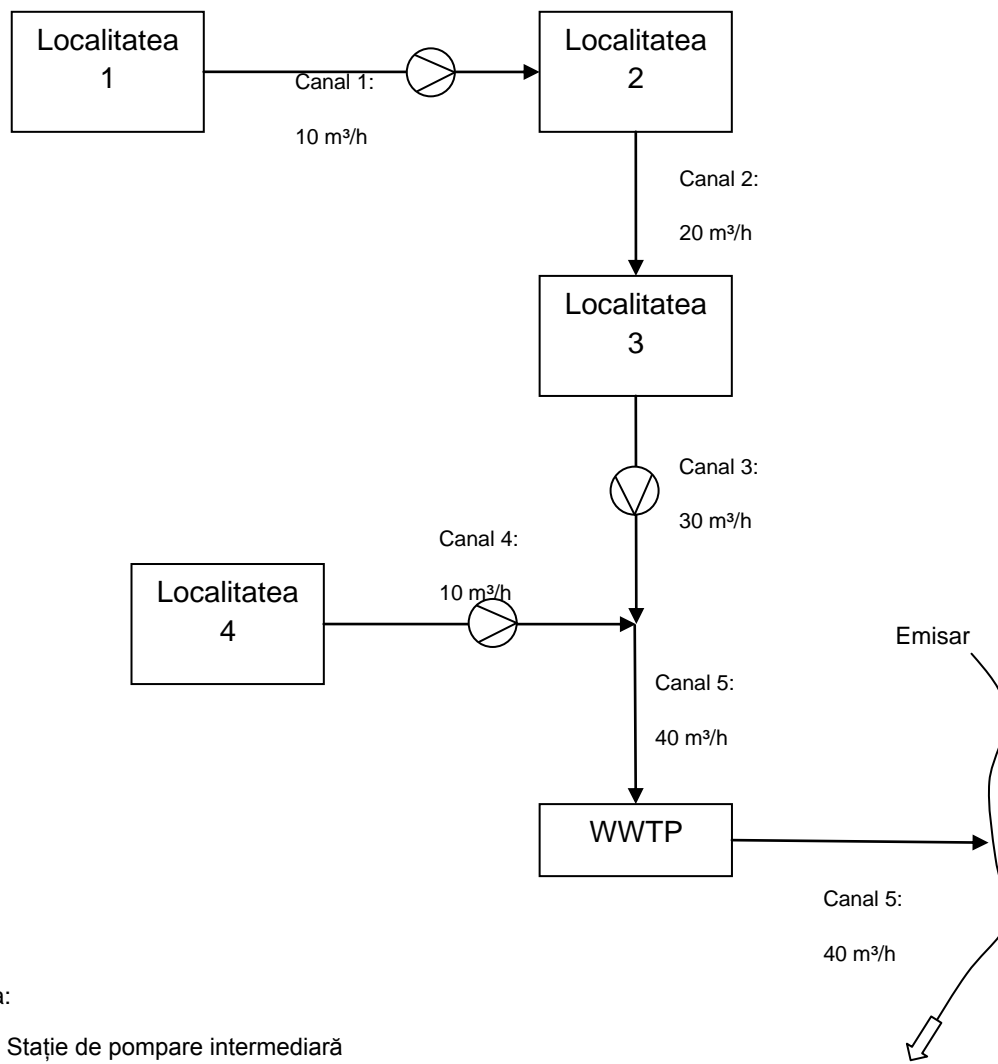 Localitatea
1
Canal 1:
10 m³/h
Localitatea
2
Canal 2:
20 m³/h
Localitatea
3
Canal 3:
30 m³/h
Canal 4:
10 m³/h
Localitatea
4
Emisar
Canal 5:
40 m³/h
WWTP
Canal 5:
40 m³/h
a:
Stație de pompare intermediară